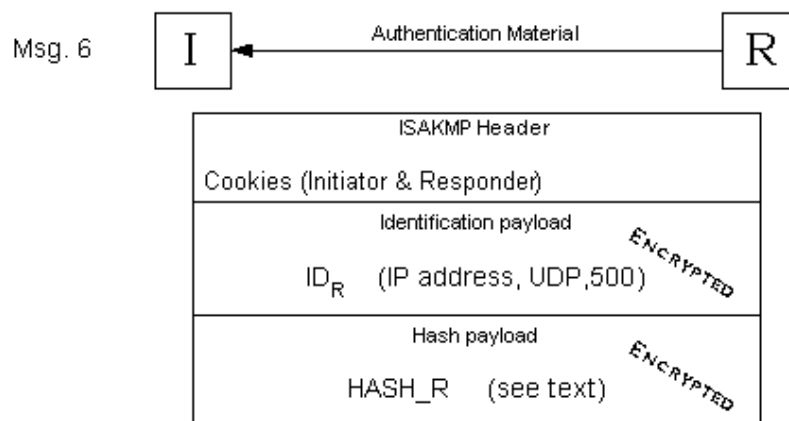 Authentication Material
Msg. 6
I
R
ISAKMP Header
Cookies (Initiator & Responder)
Identification payload
ENCRYPTED
ID_R (IP address, UDP,500)
Hash payload
ENCRYPTED
HASH_R (see text)